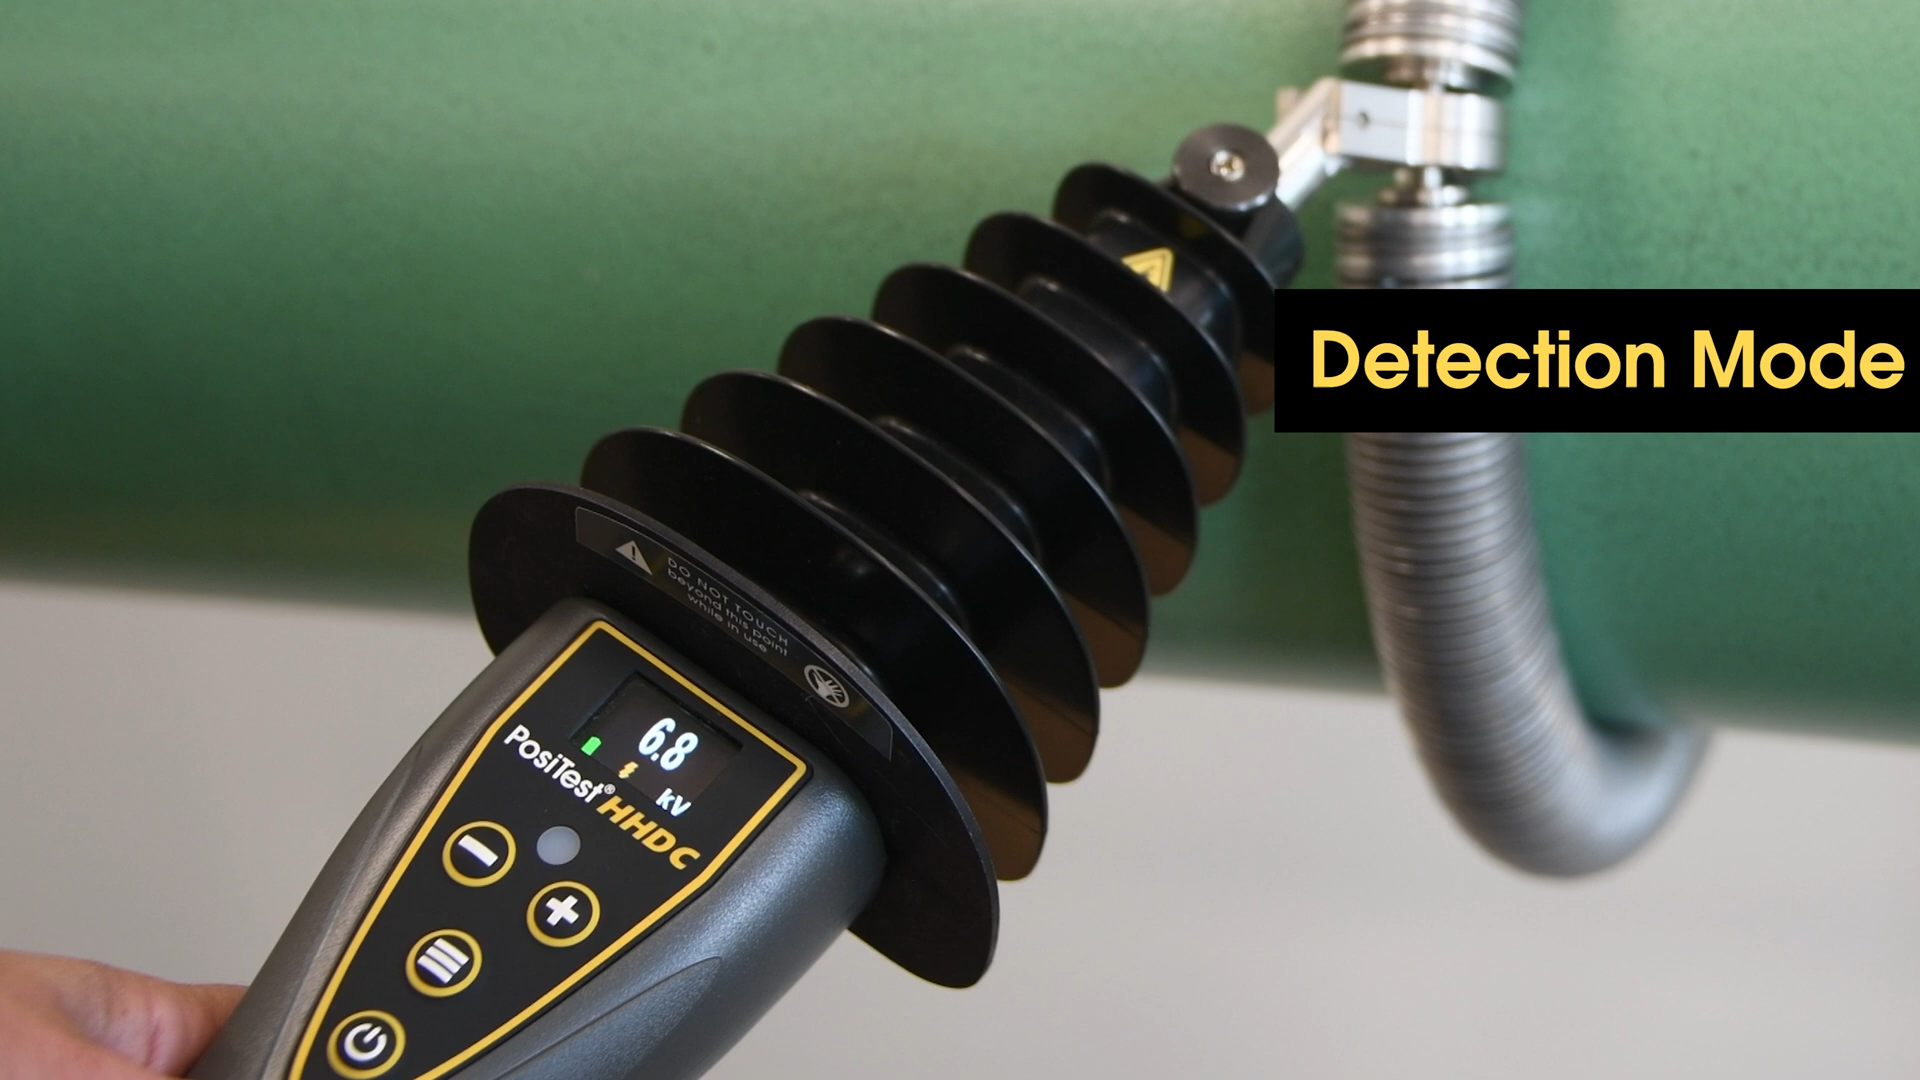 Detection Mode
DO NOT TOUCH
beyond this point
while in use
6.8
kV
PosiTest® HHDC